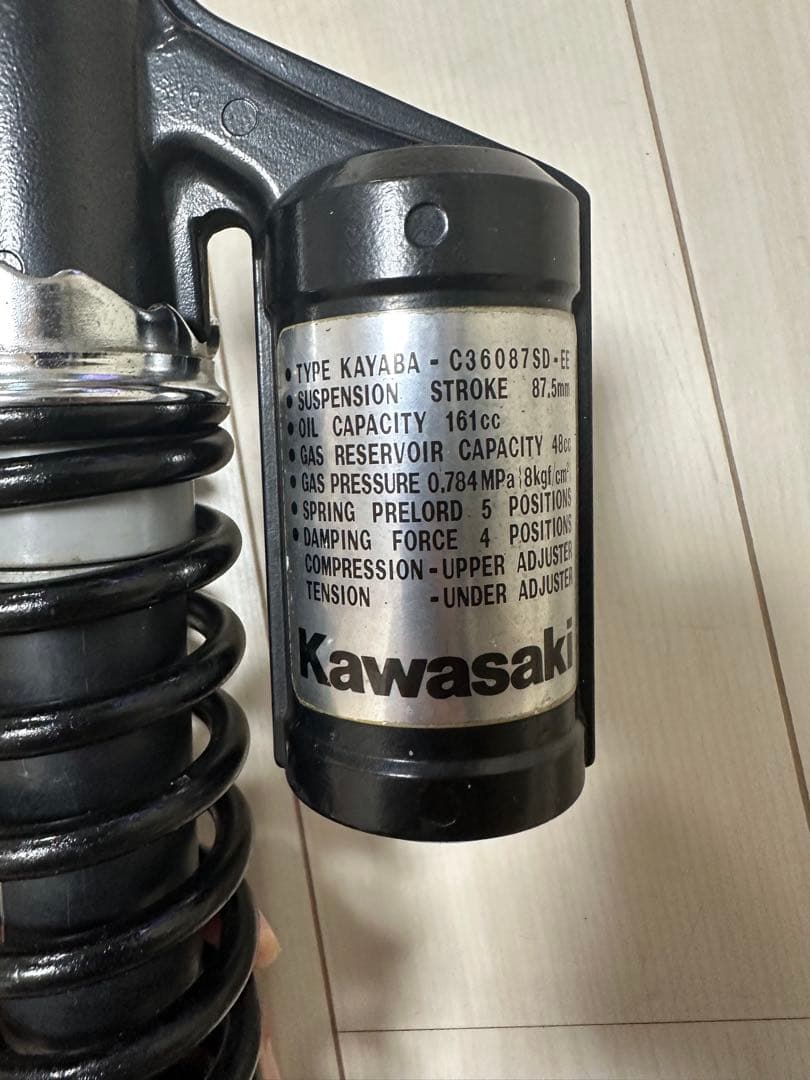 • TYPE KAYABA - C36087SD-EE
• SUSPENSION STROKE 87.5mm
• OIL CAPACITY 161cc
• GAS RESERVOIR CAPACITY 48cc
• GAS PRESSURE 0.784MPa{8kgf/cm²
• SPRING PRELORD 5 POSITIONS
• DAMPING FORCE 4 POSITIONS
COMPRESSION - UPPER ADJUSTER
TENSION - UNDER ADJUSTER
Kawasaki